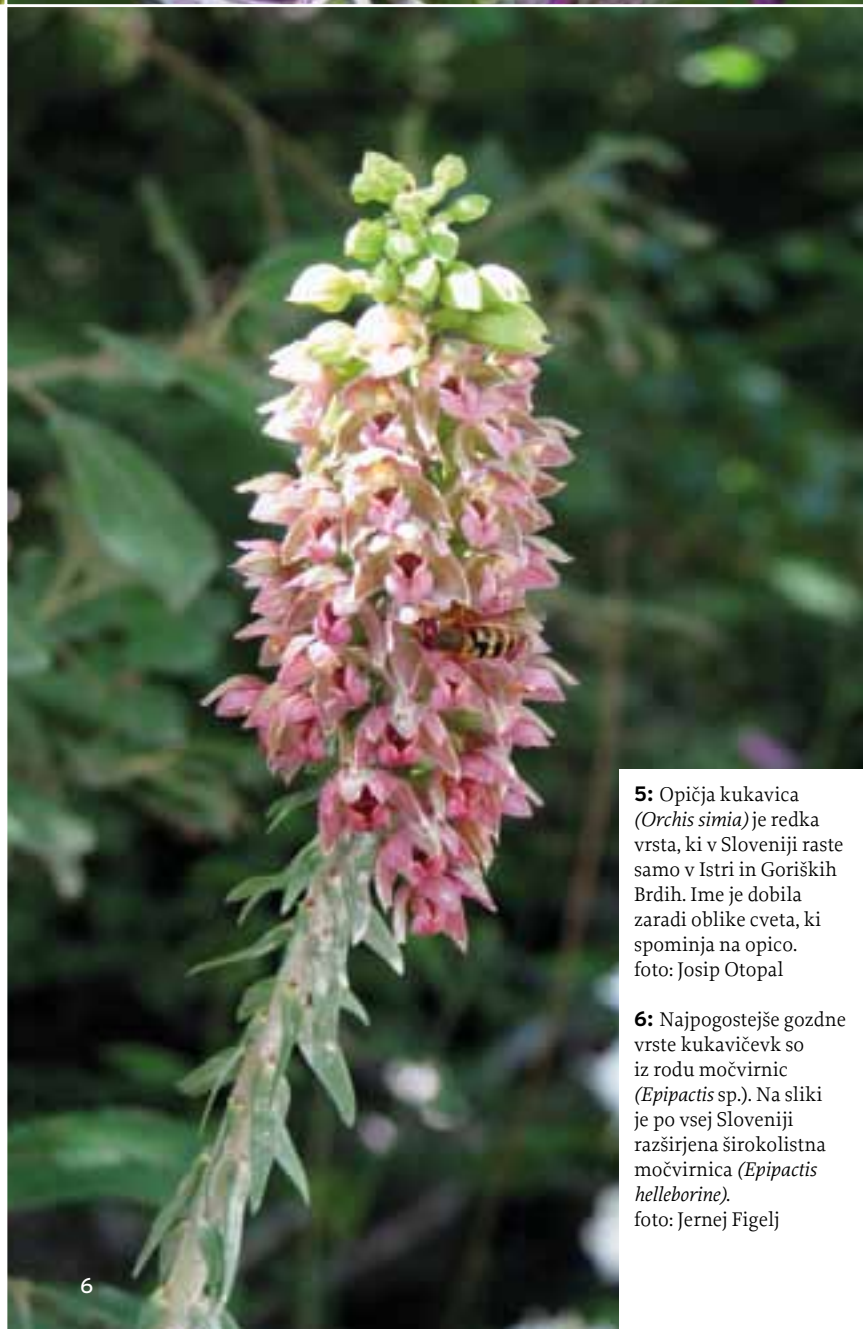 5: Opičja kukavica
(Orchis simia) je redka
vrsta, ki v Sloveniji raste
samo v Istri in Goriških
Brdih. Ime je dobila
zaradi oblike cveta, ki
spominja na opico.
foto: Josip Otopal
6: Najpogostejše gozdne
vrste kukavičevk so
iz rodu močvirnic
(Epipactis sp.). Na sliki
je po vsej Sloveniji
razširjena širokolistna
močvirnica (Epipactis
helleborine).
foto: Jernej Figelj
6